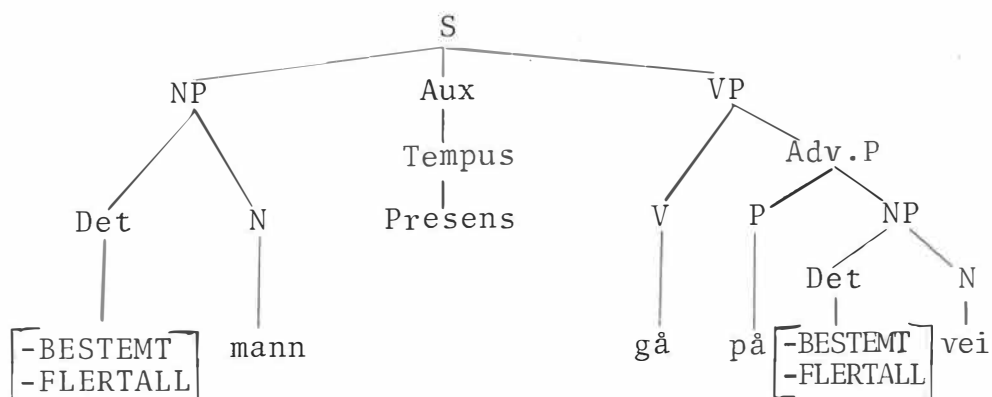 S
NP Aux VP
Tempus Adv.P
Det N Presens V P NP
Det N
-BESTEMT mann gå på -BESTEMT vei
-FLERTALL -FLERTALL